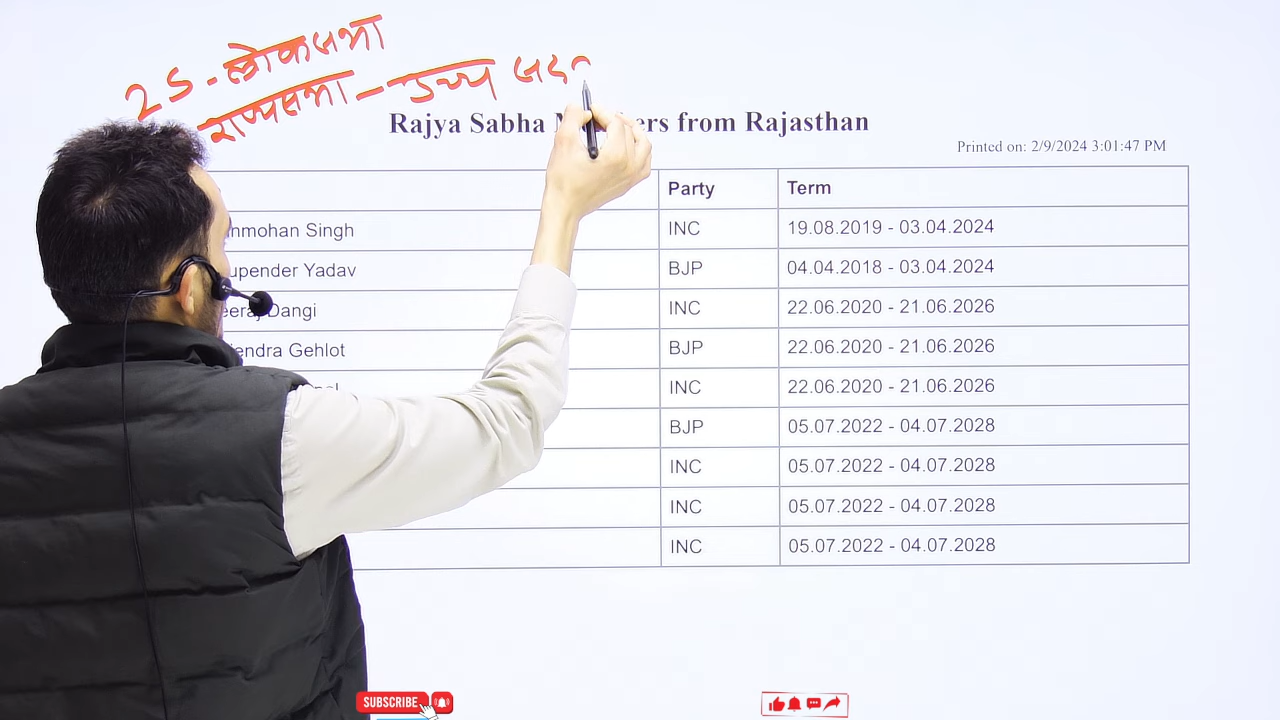 25 - लोकसभा
राज्यसभा - उच्च सद
Rajya Sabha M ers from Rajasthan
Printed on: 2/9/2024 3:01:47 PM
Party Term
nmohan Singh INC 19.08.2019 - 03.04.2024
upender Yadav BJP 04.04.2018 - 03.04.2024
eeraj Dangi INC 22.06.2020 - 21.06.2026
endra Gehlot BJP 22.06.2020 - 21.06.2026
INC 22.06.2020 - 21.06.2026
BJP 05.07.2022 - 04.07.2028
INC 05.07.2022 - 04.07.2028
INC 05.07.2022 - 04.07.2028
INC 05.07.2022 - 04.07.2028
SUBSCRIBE